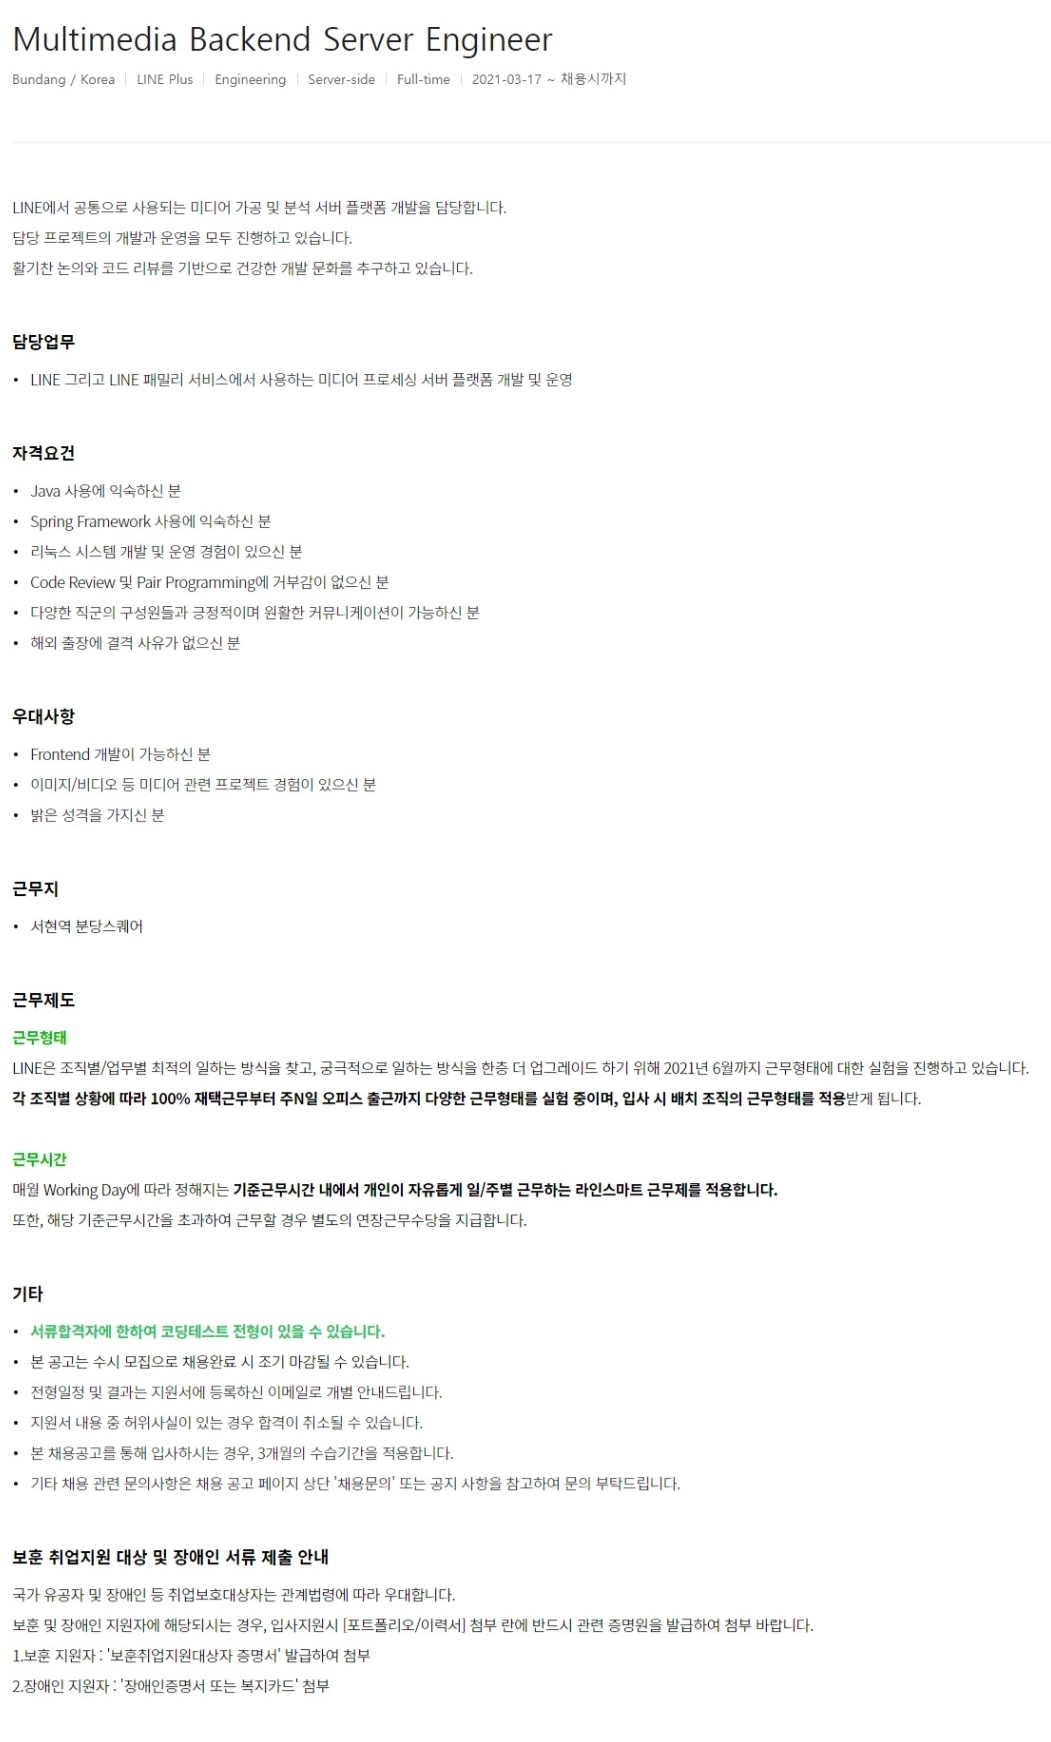 Multimedia Backend Server Engineer
Bundang / Korea | LINE Plus | Engineering | Server-side | Full-time | 2021-03-17 ~ 채용시까지
LINE에서 공통으로 사용되는 미디어 가공 및 분석 서버 플랫폼 개발을 담당합니다.
담당 프로젝트의 개발과 운영을 모두 진행하고 있습니다.
활기찬 논의와 코드 리뷰를 기반으로 건강한 개발 문화를 추구하고 있습니다.
담당업무
• LINE 그리고 LINE 패밀리 서비스에서 사용하는 미디어 프로세싱 서버 플랫폼 개발 및 운영
자격요건
• Java 사용에 익숙하신 분
• Spring Framework 사용에 익숙하신 분
• 리눅스 시스템 개발 및 운영 경험이 있으신 분
• Code Review 및 Pair Programming에 거부감이 없으신 분
• 다양한 직군의 구성원들과 긍정적이며 원활한 커뮤니케이션이 가능하신 분
• 해외 출장에 결격 사유가 없으신 분
우대사항
• Frontend 개발이 가능하신 분
• 이미지/비디오 등 미디어 관련 프로젝트 경험이 있으신 분
• 밝은 성격을 가지신 분
근무지
• 서현역 분당스퀘어
근무제도
근무형태
LINE은 조직별/업무별 최적의 일하는 방식을 찾고, 궁극적으로 일하는 방식을 한층 더 업그레이드 하기 위해 2021년 6월까지 근무형태에 대한 실험을 진행하고 있습니다.
각 조직별 상황에 따라 100% 재택근무부터 주N일 오피스 출근까지 다양한 근무형태를 실험 중이며, 입사 시 배치 조직의 근무형태를 적용받게 됩니다.
근무시간
매월 Working Day에 따라 정해지는 기준근무시간 내에서 개인이 자유롭게 일/주별 근무하는 라인스마트 근무제를 적용합니다.
또한, 해당 기준근무시간을 초과하여 근무할 경우 별도의 연장근무수당을 지급합니다.
기타
• 서류합격자에 한하여 코딩테스트 전형이 있을 수 있습니다.
• 본 공고는 수시 모집으로 채용완료 시 조기 마감될 수 있습니다.
• 전형일정 및 결과는 지원서에 등록하신 이메일로 개별 안내드립니다.
• 지원서 내용 중 허위사실이 있는 경우 합격이 취소될 수 있습니다.
• 본 채용공고를 통해 입사하시는 경우, 3개월의 수습기간을 적용합니다.
• 기타 채용 관련 문의사항은 채용 공고 페이지 상단 '채용문의' 또는 공지 사항을 참고하여 문의 부탁드립니다.
보훈 취업지원 대상 및 장애인 서류 제출 안내
국가 유공자 및 장애인 등 취업보호대상자는 관계법령에 따라 우대합니다.
보훈 및 장애인 지원자에 해당되시는 경우, 입사지원시 [포트폴리오/이력서] 첨부 란에 반드시 관련 증명원을 발급하여 첨부 바랍니다.
1.보훈 지원자 : '보훈취업지원대상자 증명서' 발급하여 첨부
2.장애인 지원자 : '장애인증명서 또는 복지카드' 첨부